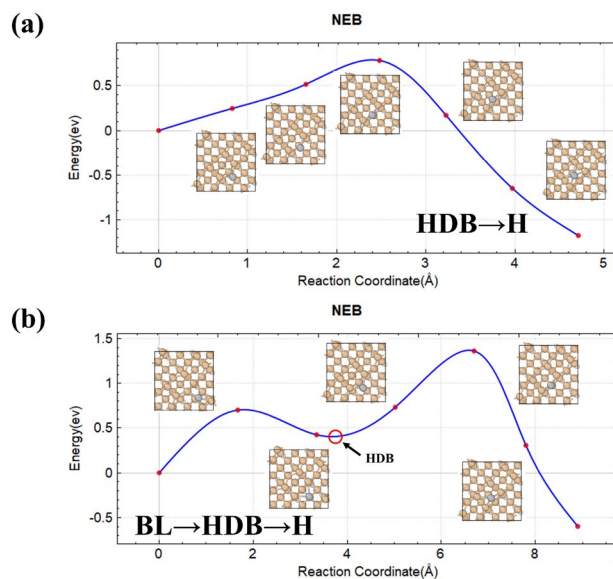 (a)
NEB
Energy(ev)
0.5
0
-0.5
-1
HDB→H
0 1 2 3 4 5
Reaction Coordinate(Å)
(b)
NEB
Energy(ev)
1.5
1
0.5
0
-0.5
HDB
BL→HDB→H
0 2 4 6 8
Reaction Coordinate(Å)